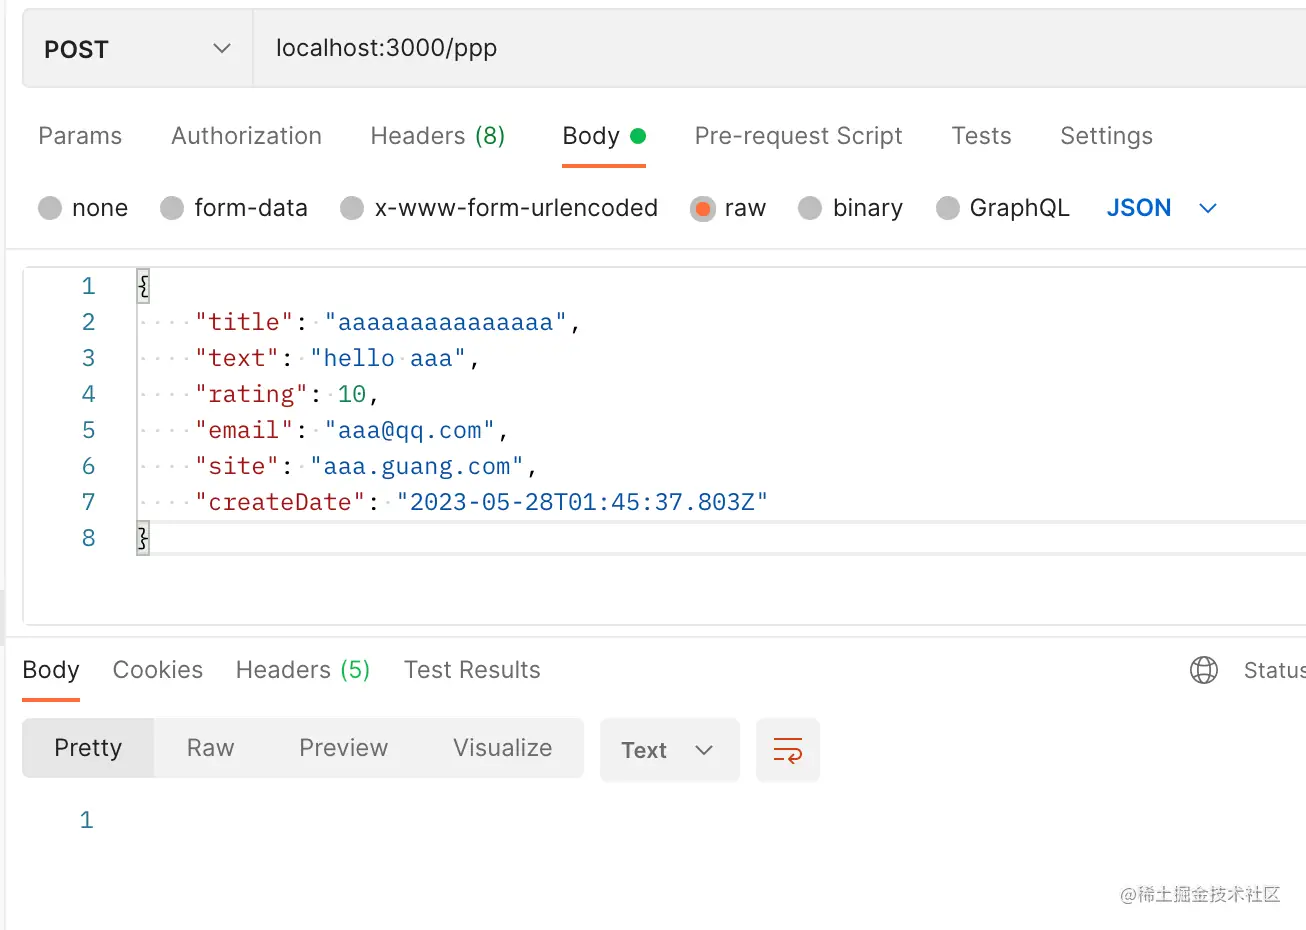 POST localhost:3000/ppp
Params Authorization Headers (8) Body Pre-request Script Tests Settings
none form-data x-www-form-urlencoded raw binary GraphQL JSON
1 {
2 "title": "aaaaaaaaaaaaaaa",
3 "text": "hello aaa",
4 "rating": 10,
5 "email": "aaa@qq.com",
6 "site": "aaa.guang.com",
7 "createDate": "2023-05-28T01:45:37.803Z"
8 }
Body Cookies Headers (5) Test Results Status
Pretty Raw Preview Visualize Text
1
@稀土掘金技术社区